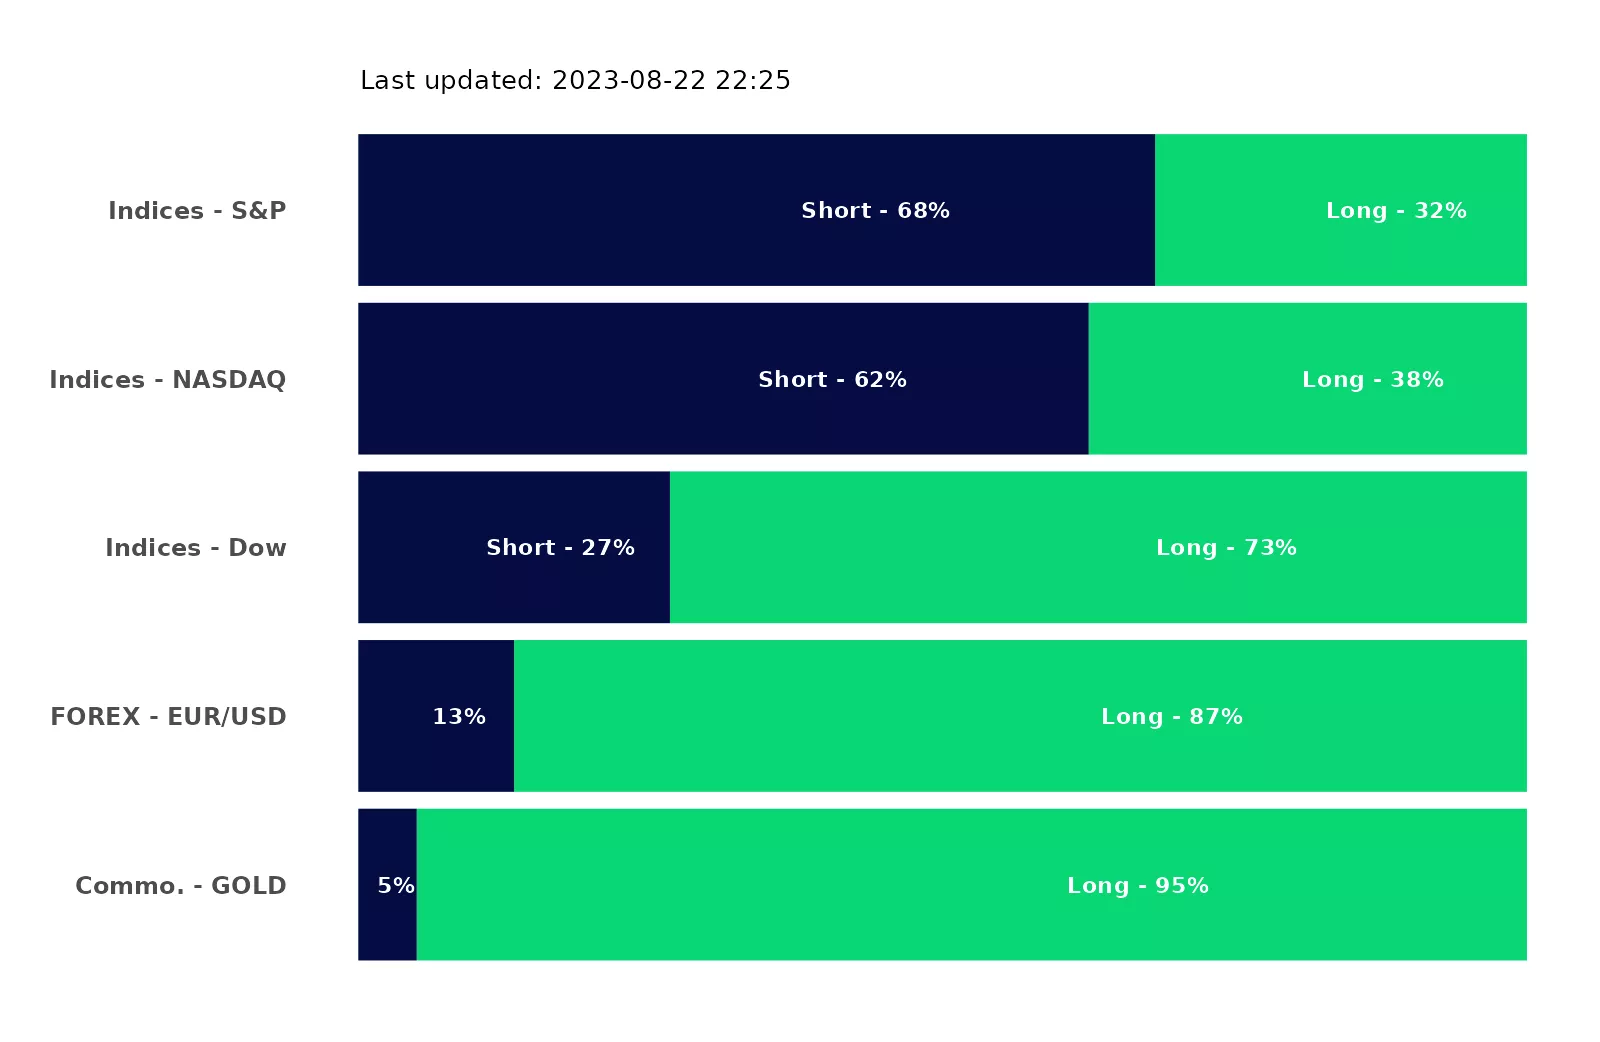 Last updated: 2023-08-22 22:25
Indices - S&P
Short - 68%
Long - 32%
Indices - NASDAQ
Short - 62%
Long - 38%
Indices - Dow
Short - 27%
Long - 73%
FOREX - EUR/USD
13%
Long - 87%
Commo. - GOLD
5%
Long - 95%